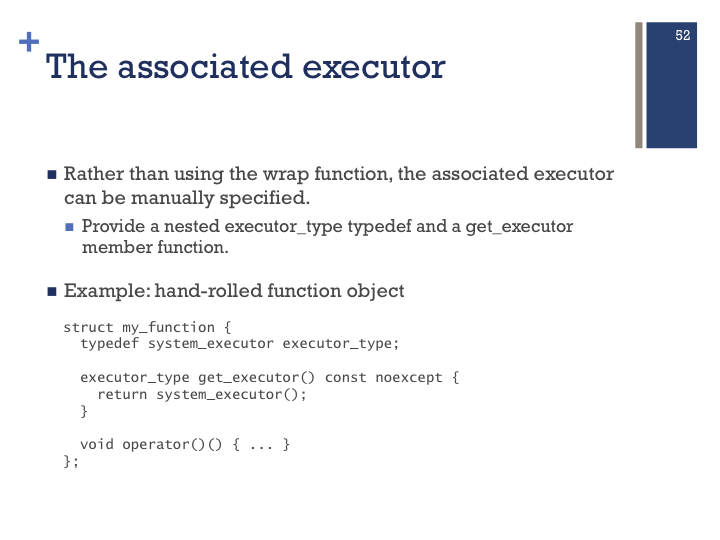 52
+
The associated executor
■ Rather than using the wrap function, the associated executor
can be manually specified.
■ Provide a nested executor_type typedef and a get_executor
member function.
■ Example: hand-rolled function object
struct my_function {
  typedef system_executor executor_type;
  executor_type get_executor() const noexcept {
    return system_executor();
  }
  void operator()() { ... }
};